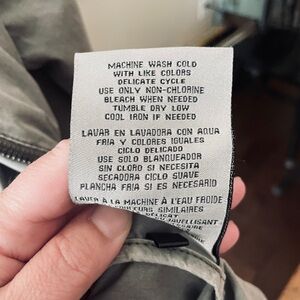 MACHINE WASH COLD
WITH LIKE COLORS
DELICATE CYCLE
USE ONLY NON-CHLORINE
BLEACH WHEN NEEDED
TUMBLE DRY LOW
COOL IRON IF NEEDED
LAVAR EN LAVADORA CON AQUA
FRIA Y COLORES IGUALES
CICLO DELICADO
USE SOLO BLANQUEADOR
SIN CLORO SI NECESITA
SECADORA CICLO SUAVE
PLANCHA FRIA SI ES NECESARIO
LAVER À LA MACHINE À L'EAU FROIDE
SIMILAIRES